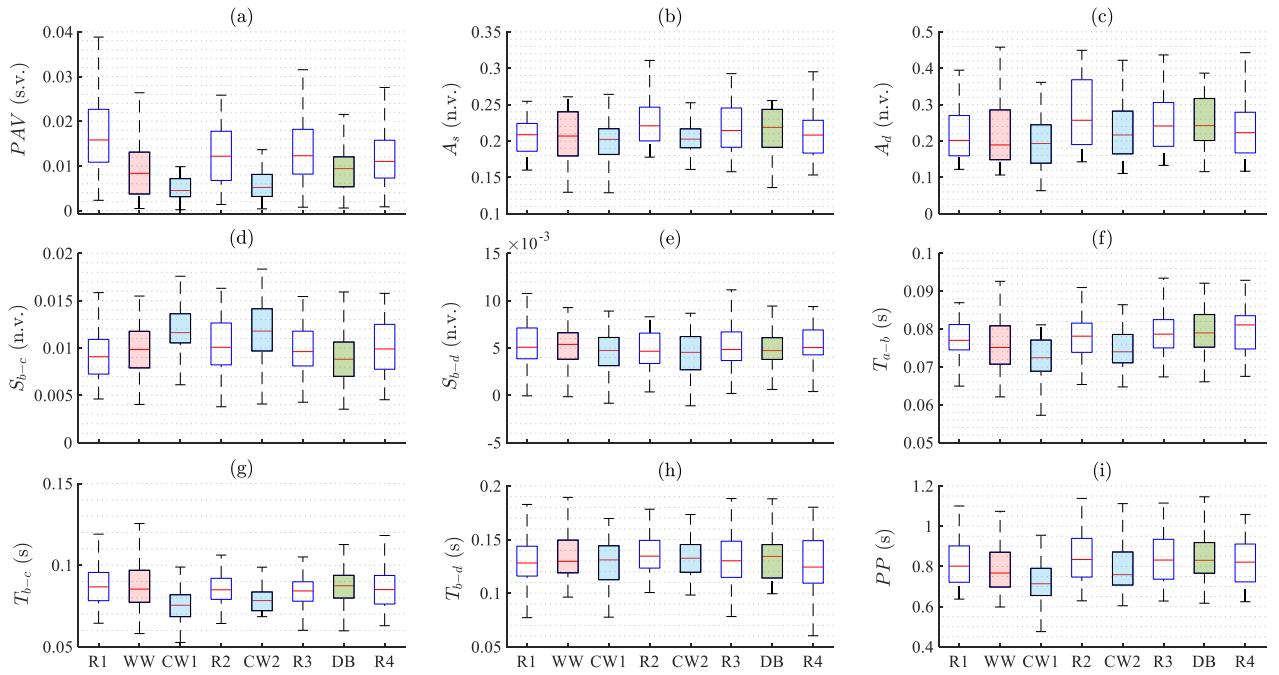 (a) (b) (c)
0.04 0.35 0.5
0.03 0.3 0.4
0.02 0.25 0.3
0.01 0.2 0.2
0 0.15 0.1
0.1 0
PAV (s.v.)
A_s (n.v.)
A_d (n.v.)
(d) (e) (f)
×10^-3
0.02 15 0.1
0.015 10 0.09
0.01 5 0.08
0.005 0 0.07
0 -5 0.06
0.05
S_{b-c} (n.v.)
S_{b-d} (n.v.)
T_{a-b} (s)
(g) (h) (i)
0.15 0.2 1.2
0.1 0.15 1
0.05 0.1 0.8
0.05 0.6
0.4
T_{b-c} (s)
T_{b-d} (s)
PP (s)
R1 WW CW1 R2 CW2 R3 DB R4
R1 WW CW1 R2 CW2 R3 DB R4
R1 WW CW1 R2 CW2 R3 DB R4